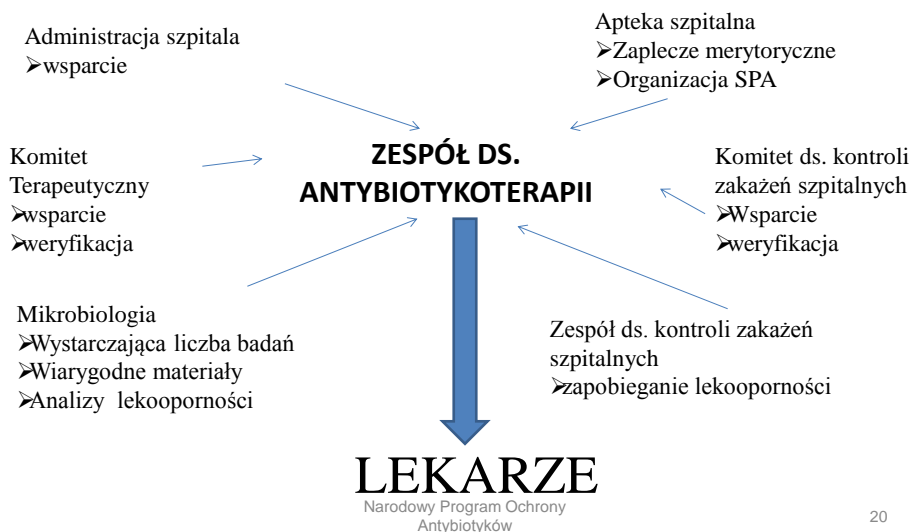 Administracja szpitala
➢wsparcie
Apteka szpitalna
➢Zaplecze merytoryczne
➢Organizacja SPA
Komitet
Terapeutyczny
➢wsparcie
➢weryfikacja
ZESPÓŁ DS.
ANTYBIOTYKOTERAPII
Komitet ds. kontroli
zakażeń szpitalnych
➢Wsparcie
➢weryfikacja
Mikrobiologia
➢Wystarczająca liczba badań
➢Wiarygodne materiały
➢Analizy lekooporności
Zespół ds. kontroli zakażeń
szpitalnych
➢zapobieganie lekooporności
LEKARZE
Narodowy Program Ochrony
Antybiotyków
20